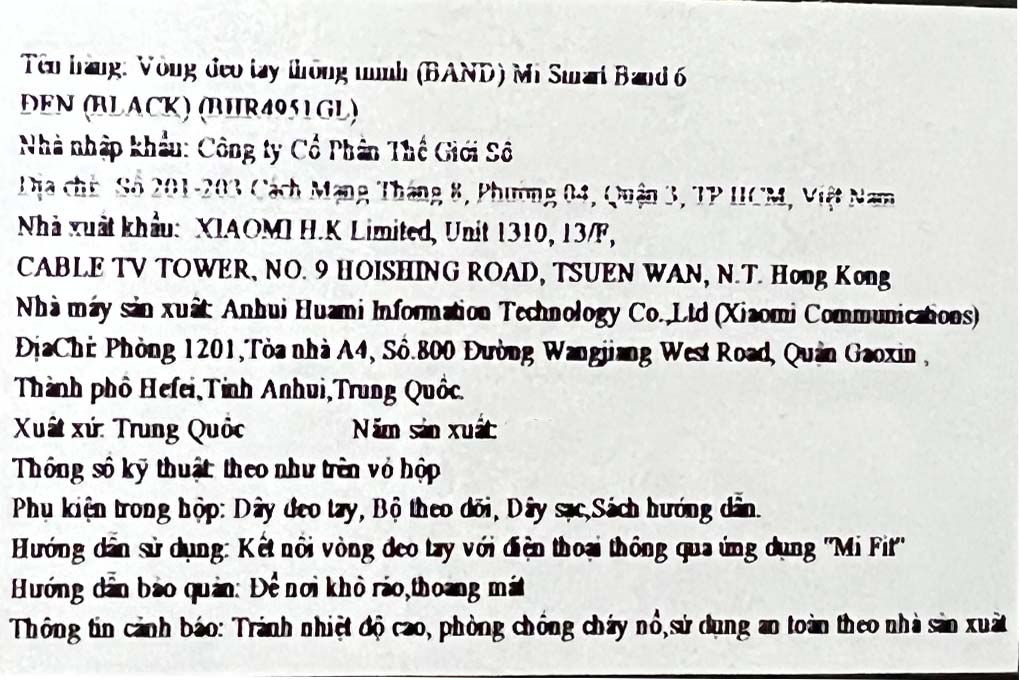 Tên hàng: Vòng đeo tay thông minh (BAND) Mi Smart Band 6
ĐEN (BLACK) (BHR4951GL)
Nhà nhập khẩu: Công ty Cổ Phần Thế Giới Số
Địa chỉ: Số 201-203 Cách Mạng Tháng 8, Phường 04, Quận 3, TP HCM, Việt Nam
Nhà xuất khẩu: XIAOMI H.K Limited, Unit 1310, 13/F,
CABLE TV TOWER, NO. 9 HOISHING ROAD, TSUEN WAN, N.T. Hong Kong
Nhà máy sản xuất: Anhui Huami Information Technology Co.,Ltd (Xiaomi Communications)
ĐịaChỉ: Phòng 1201,Tòa nhà A4, Số.800 Đường Wangjiang West Road, Quận Gaoxin ,
Thành phố Hefei,Tỉnh Anhui,Trung Quốc.
Xuất xứ: Trung Quốc Năm sản xuất:
Thông số kỹ thuật: theo như trên vỏ hộp
Phụ kiện trong hộp: Dây đeo tay, Bộ theo dõi, Dây sạc,Sách hướng dẫn.
Hướng dẫn sử dụng: Kết nối vòng đeo tay với điện thoại thông qua ứng dụng "Mi Fit"
Hướng dẫn bảo quản: Để nơi khô ráo,thoáng mát
Thông tin cảnh báo: Tránh nhiệt độ cao, phòng chống cháy nổ,sử dụng an toàn theo nhà sản xuất